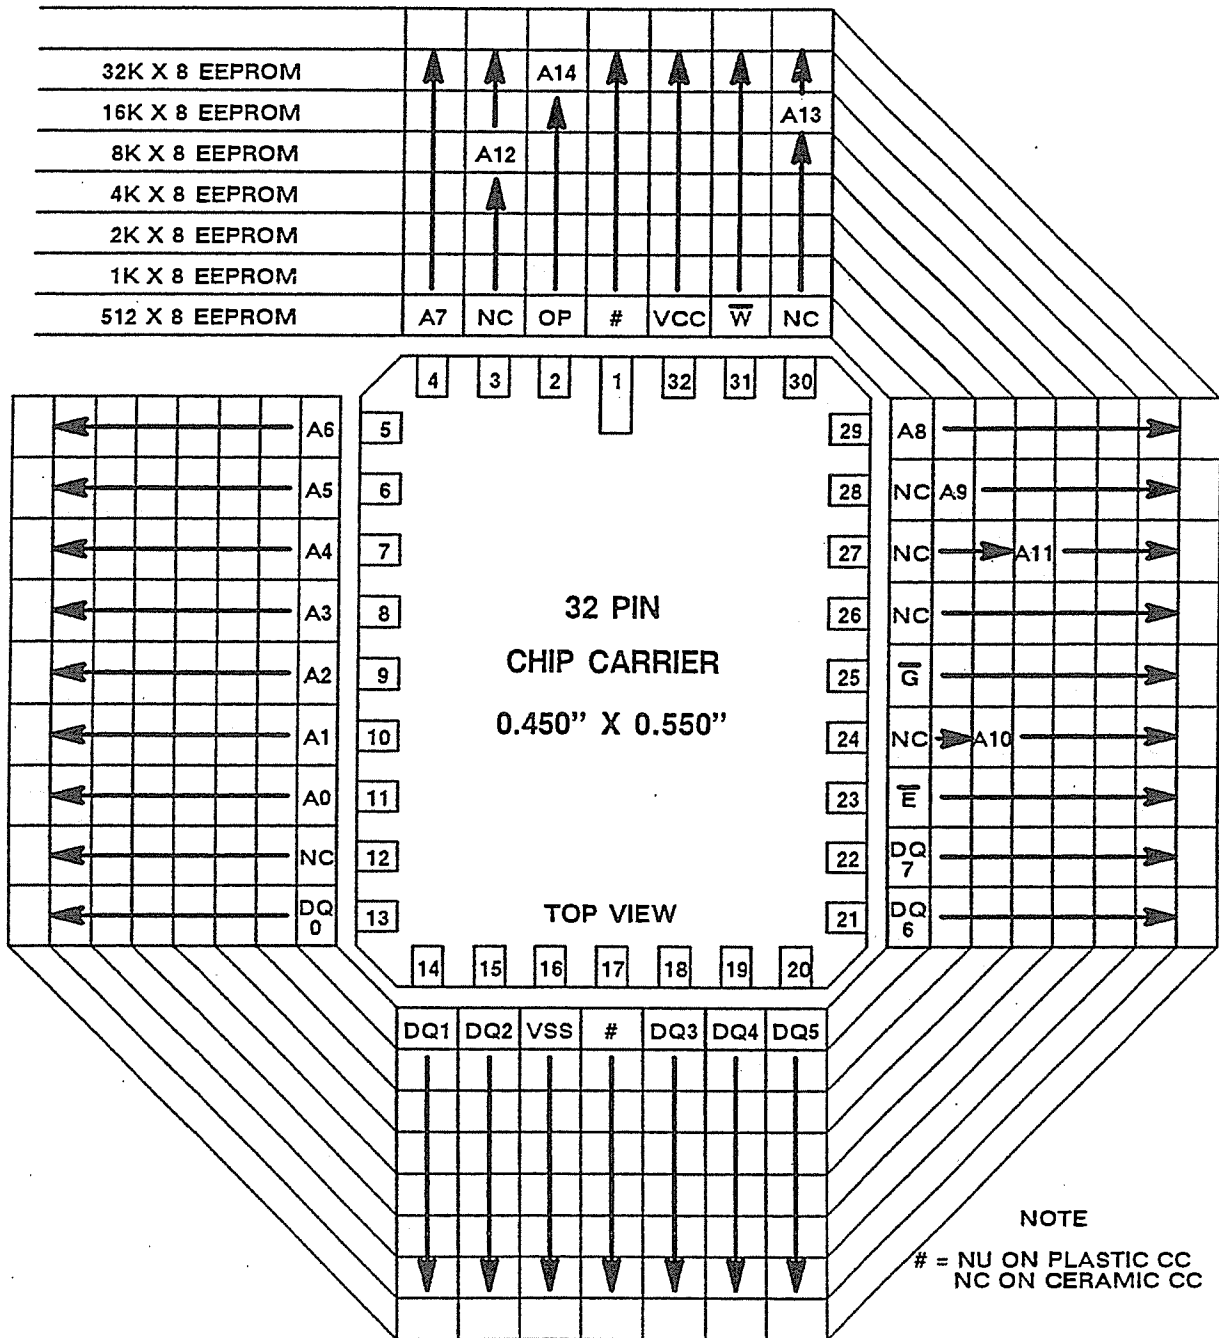 32K X 8 EEPROM A14
16K X 8 EEPROM A13
8K X 8 EEPROM A12
4K X 8 EEPROM
2K X 8 EEPROM
1K X 8 EEPROM
512 X 8 EEPROM A7 NC OP # VCC W̅ NC
4 3 2 1 32 31 30
A6 5 29 A8
A5 6 28 NC A9
A4 7 27 NC A11
A3 8 32 PIN 26 NC
A2 9 CHIP CARRIER 25 G̅
A1 10 0.450” X 0.550” 24 NC A10
A0 11 23 E̅
NC 12 22 DQ 7
DQ 0 13 TOP VIEW 21 DQ 6
14 15 16 17 18 19 20
DQ1 DQ2 VSS # DQ3 DQ4 DQ5
NOTE
# = NU ON PLASTIC CC
NC ON CERAMIC CC